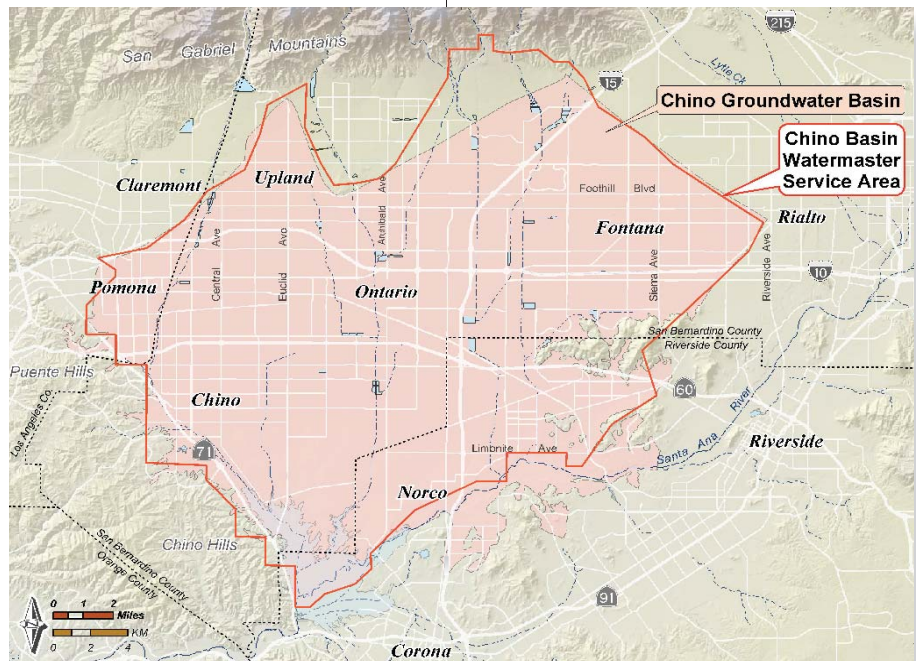 San Gabriel Mountains
215
Lytle Ck
15
Chino Groundwater Basin
Chino Basin
Watermaster
Service Area
Claremont
Upland
Foothill Blvd
Archibald Ave
Fontana
Rialto
Central Ave
Euclid Ave
Sierra Ave
Riverside Ave
Pomona
Ontario
10
San Bernardino County
Riverside County
Puente Hills
Los Angeles Co.
Chino
60
River
Santa Ana
Riverside
71
Limbnite Ave
Norco
Chino Hills
San Bernardino County
Orange County
91
0 1 2
Miles
KM
0 2 4
Corona